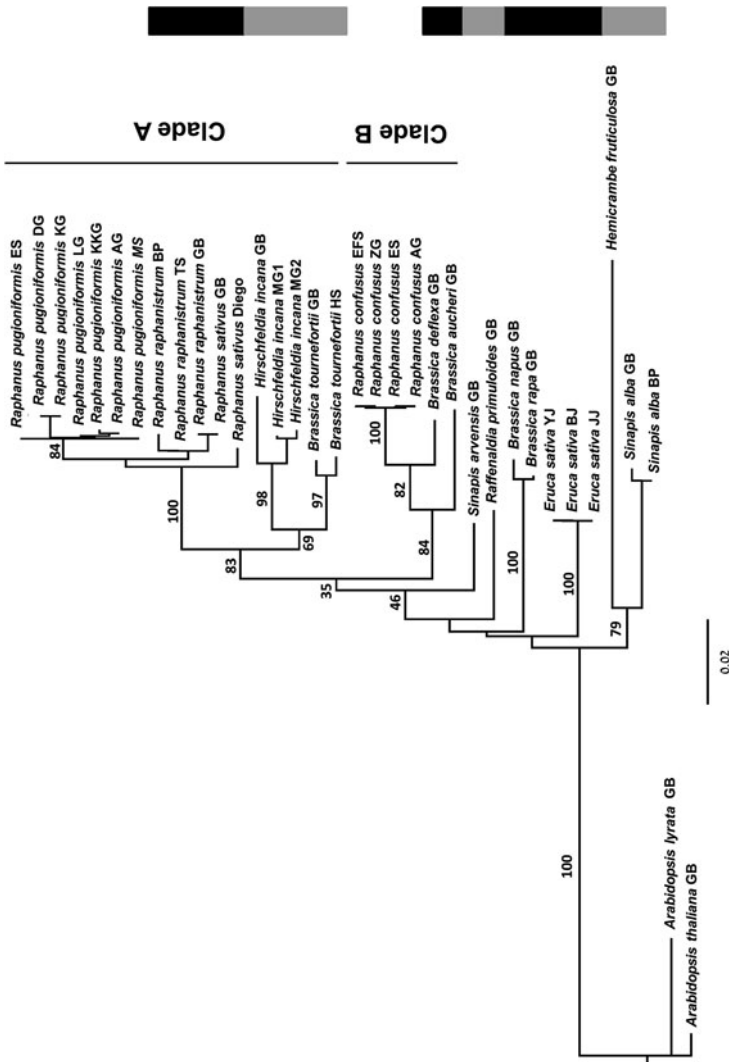 Raphanus pugioniformis ES
Raphanus pugioniformis DG
Raphanus pugioniformis KG
Raphanus pugioniformis LG
Raphanus pugioniformis KKG
Raphanus pugioniformis AG
Raphanus pugioniformis MS
Raphanus raphanistrum BP
Raphanus raphanistrum TS
Raphanus raphanistrum GB
Raphanus sativus GB
Raphanus sativus Diego
Hirschfeldia incana GB
Hirschfeldia incana MG1
Hirschfeldia incana MG2
Brassica tournefortii GB
Brassica tournefortii HS
Raphanus confusus EFS
Raphanus confusus ZG
Raphanus confusus ES
Raphanus confusus AG
Brassica deflexa GB
Brassica aucheri GB
Sinapis arvensis GB
Raffenaldia primuloides GB
Brassica napus GB
Brassica rapa GB
Eruca sativa YJ
Eruca sativa BJ
Eruca sativa JJ
Hemicrambe fruticulosa GB
Sinapis alba GB
Sinapis alba BP
Arabidopsis lyrata GB
Arabidopsis thaliana GB
Clade A
Clade B
84
100
98
97
69
83
100
82
84
35
46
100
100
79
100
0.02